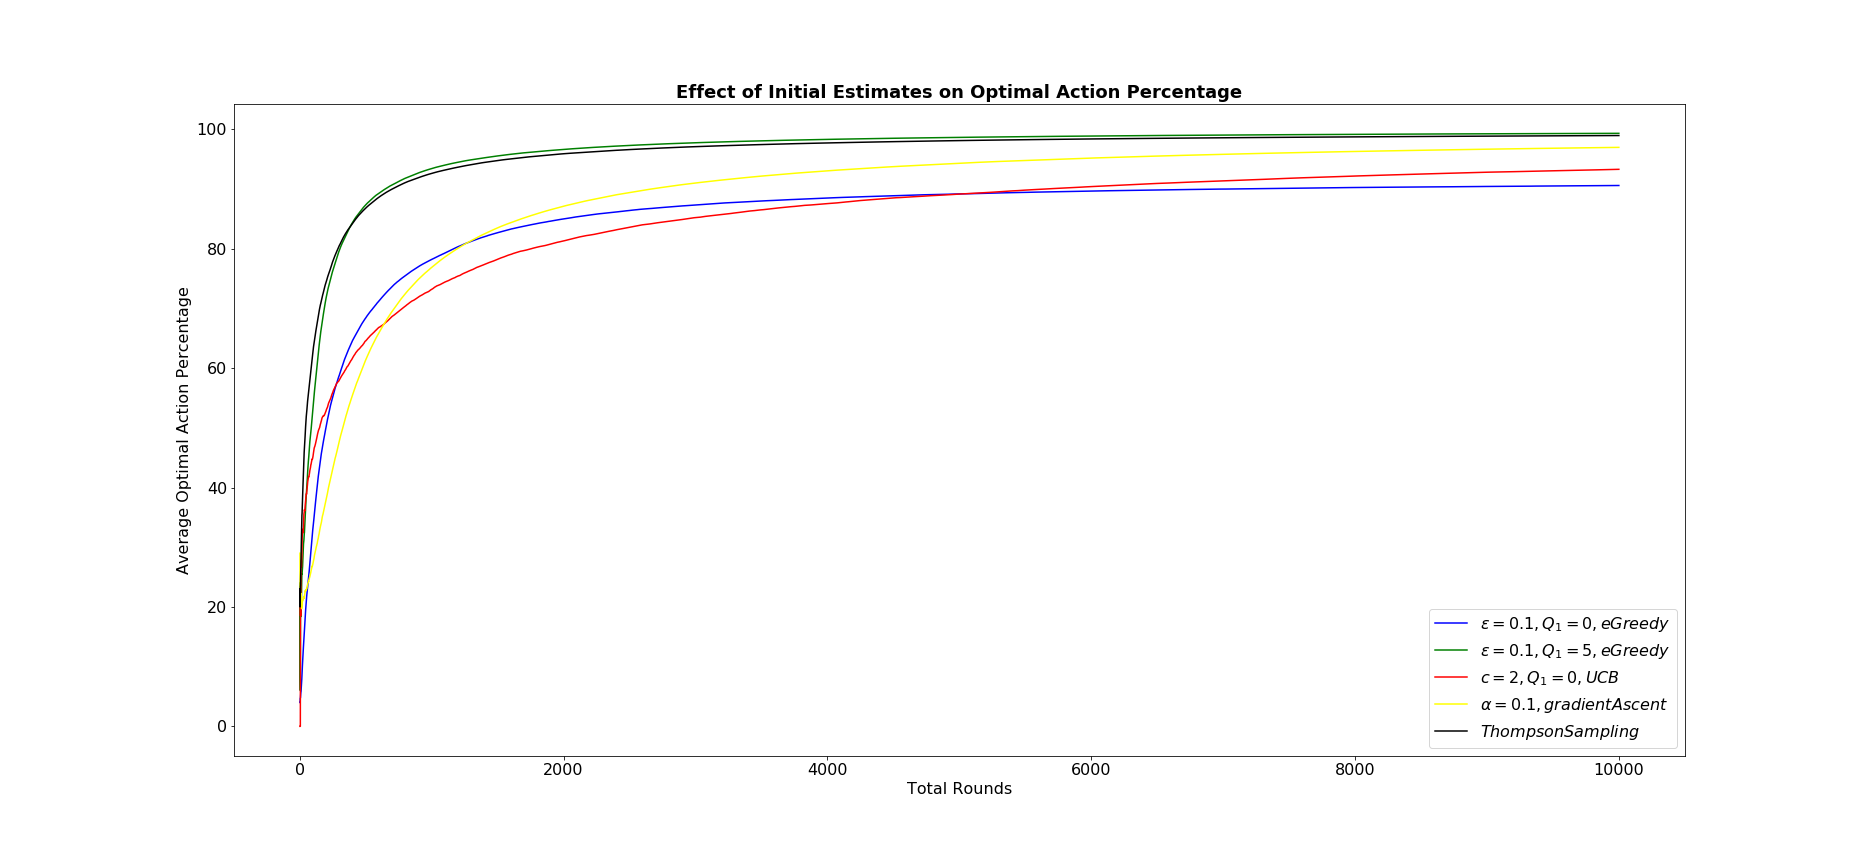 Effect of Initial Estimates on Optimal Action Percentage
Average Optimal Action Percentage
100
80
60
40
20
0
0 2000 4000 6000 8000 10000
Total Rounds
ε = 0.1, Q₁ = 0, eGreedy
ε = 0.1, Q₁ = 5, eGreedy
c = 2, Q₁ = 0, UCB
α = 0.1, gradientAscent
ThompsonSampling